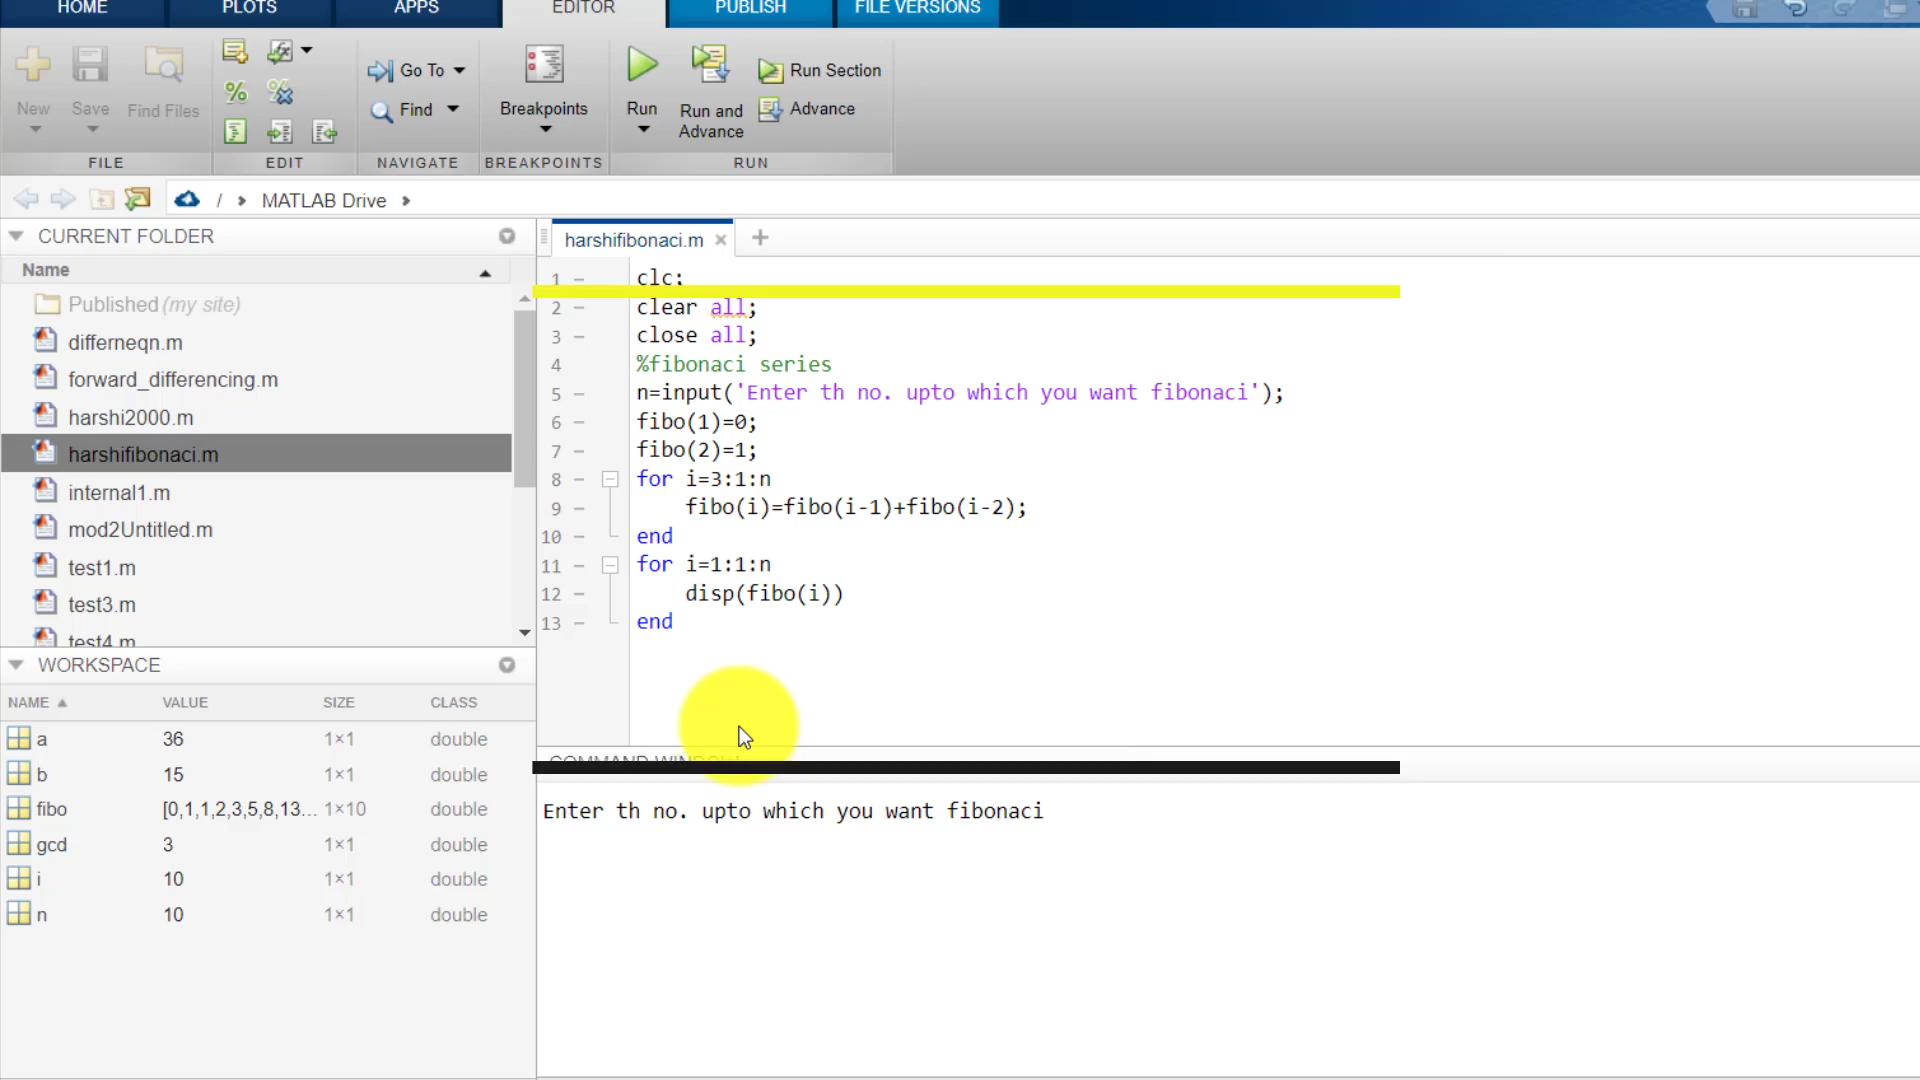 HOME PLOTS APPS EDITOR PUBLISH FILE VERSIONS
New Save Find Files Go To Find Breakpoints Run Run and Advance Run Section Advance
FILE EDIT NAVIGATE BREAKPOINTS RUN
/ MATLAB Drive
CURRENT FOLDER
Name
Published (my site)
differneqn.m
forward_differencing.m
harshi2000.m
harshifibonaci.m
internal1.m
mod2Untitled.m
test1.m
test3.m
test4.m
WORKSPACE
NAME VALUE SIZE CLASS
a 36 1×1 double
b 15 1×1 double
fibo [0,1,1,2,3,5,8,13... 1×10 double
gcd 3 1×1 double
i 10 1×1 double
n 10 1×1 double
harshifibonaci.m
1 clc;
2 clear all;
3 close all;
4 %fibonaci series
5 n=input('Enter th no. upto which you want fibonaci');
6 fibo(1)=0;
7 fibo(2)=1;
8 for i=3:1:n
9 fibo(i)=fibo(i-1)+fibo(i-2);
10 end
11 for i=1:1:n
12 disp(fibo(i))
13 end
COMMAND WINDOW
Enter th no. upto which you want fibonaci